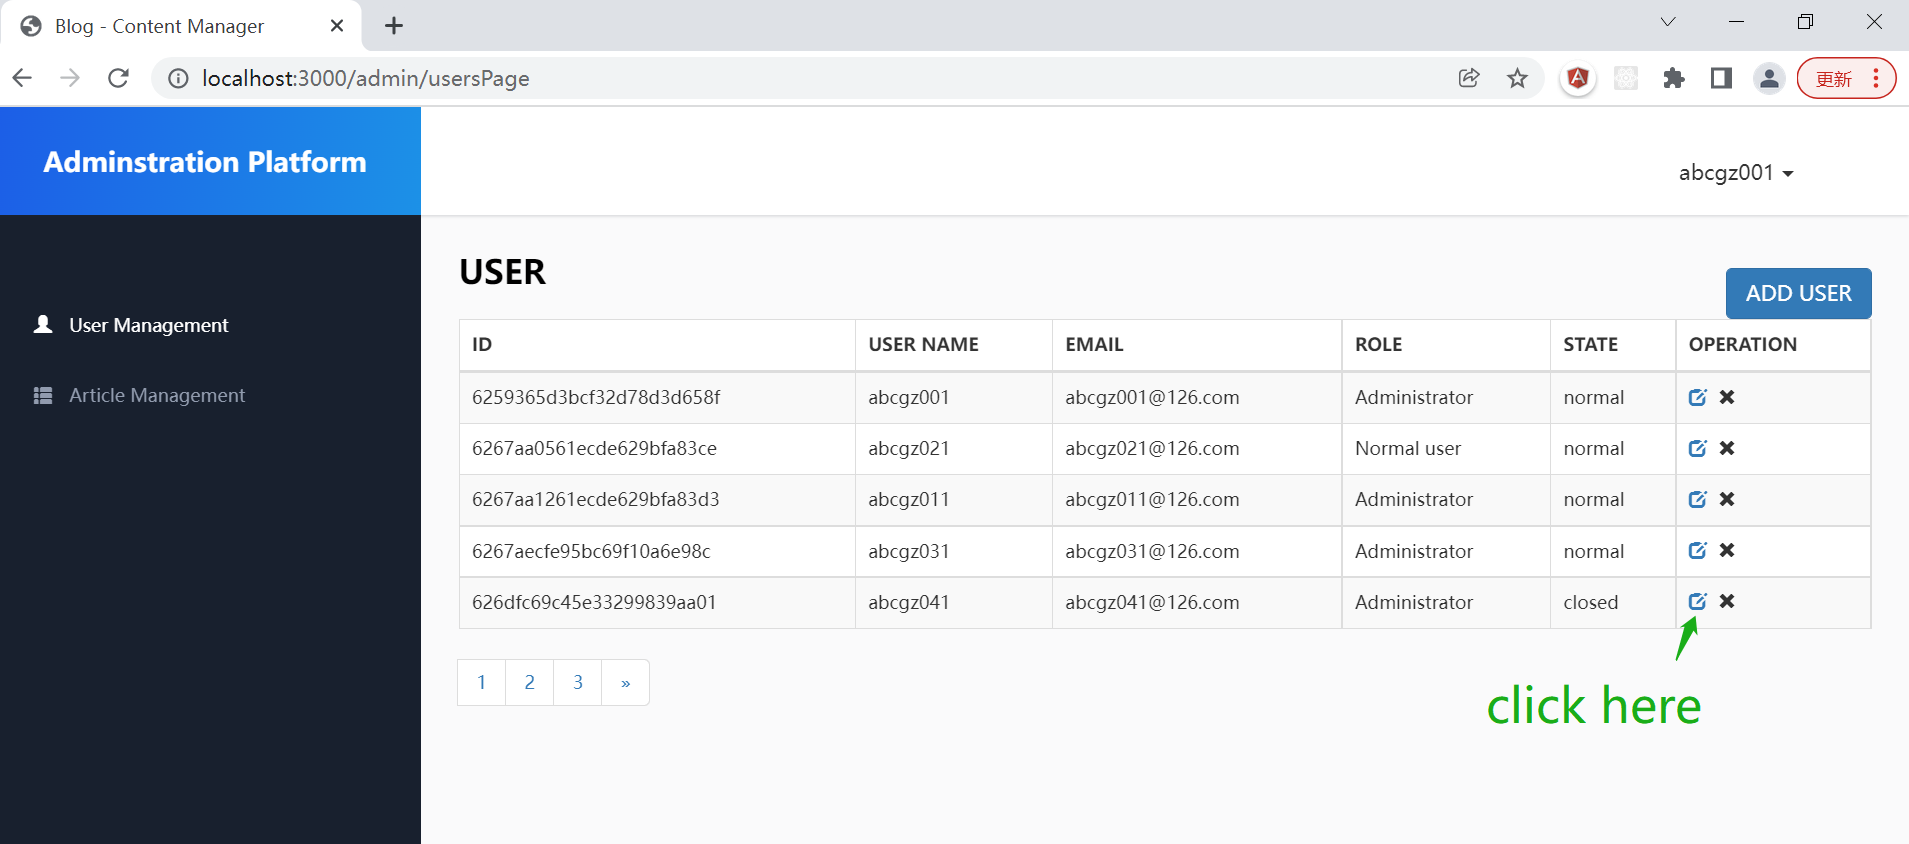 Blog - Content Manager
localhost:3000/admin/usersPage
更新
Adminstration Platform
abcgz001
User Management
Article Management
USER
ADD USER
ID USER NAME EMAIL ROLE STATE OPERATION
6259365d3bcf32d78d3d658f abcgz001 abcgz001@126.com Administrator normal
6267aa0561ecde629bfa83ce abcgz021 abcgz021@126.com Normal user normal
6267aa1261ecde629bfa83d3 abcgz011 abcgz011@126.com Administrator normal
6267aecfe95bc69f10a6e98c abcgz031 abcgz031@126.com Administrator normal
626dfc69c45e33299839aa01 abcgz041 abcgz041@126.com Administrator closed
1 2 3 »
click here